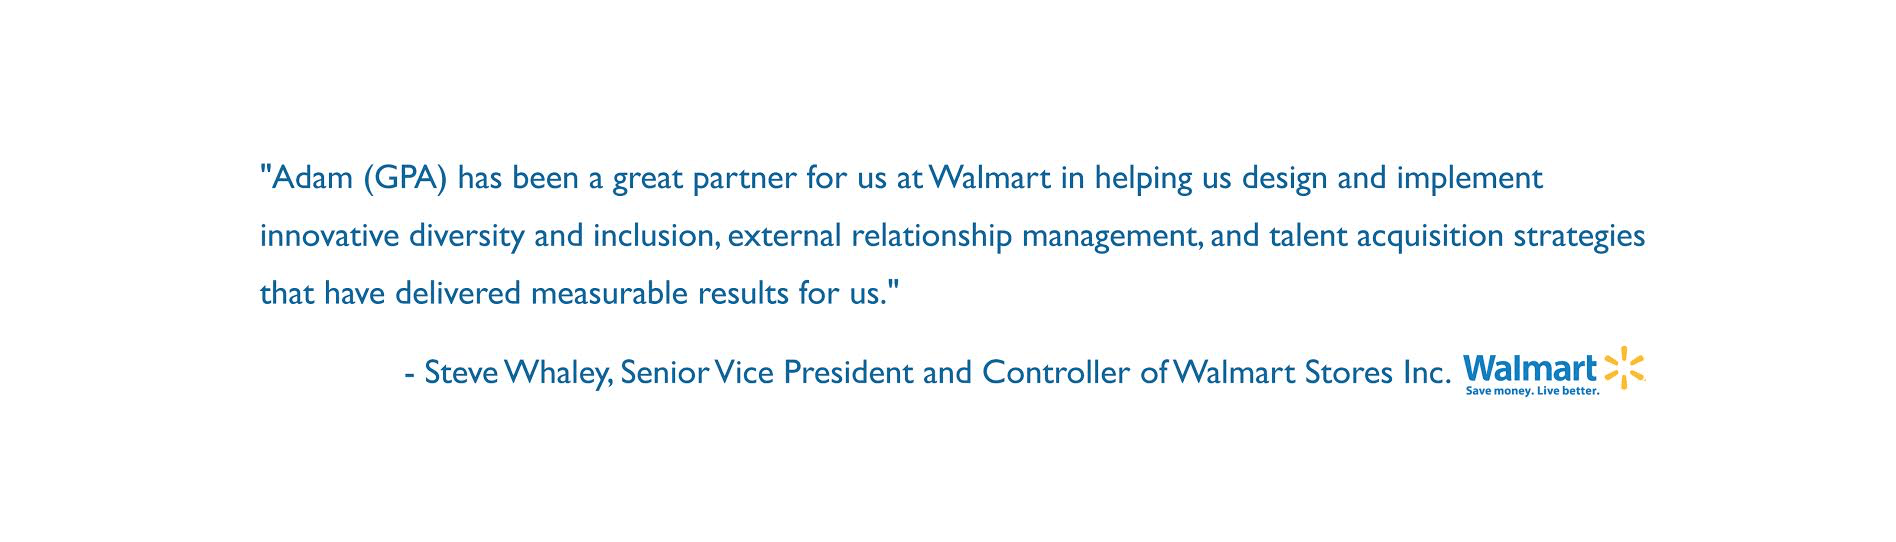 "Adam (GPA) has been a great partner for us at Walmart in helping us design and implement
innovative diversity and inclusion, external relationship management, and talent acquisition strategies
that have delivered measurable results for us."
- Steve Whaley, Senior Vice President and Controller of Walmart Stores Inc.
Walmart
Save money. Live better.